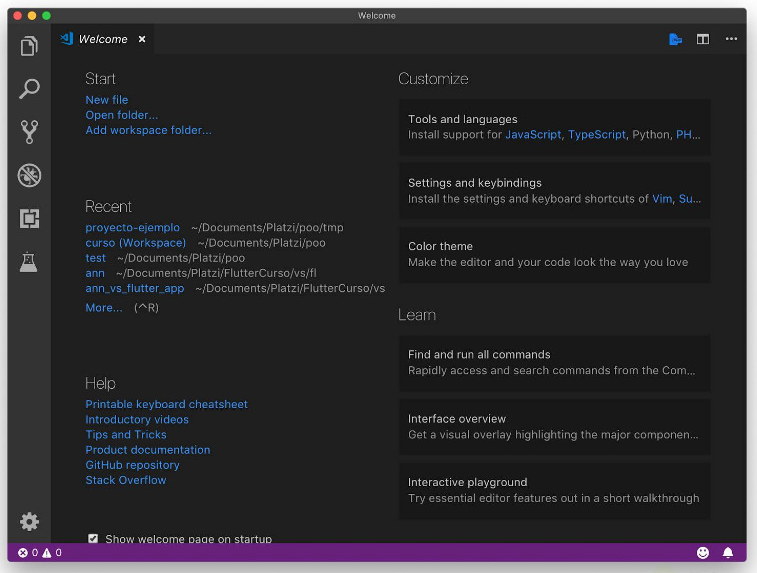 Welcome
Welcome
Start
New file
Open folder...
Add workspace folder...
Recent
proyecto-ejemplo ~/Documents/Platzi/poo/tmp
curso (Workspace) ~/Documents/Platzi/poo
test ~/Documents/Platzi/poo
ann ~/Documents/Platzi/FlutterCurso/vs/fl
ann_vs_flutter_app ~/Documents/Platzi/FlutterCurso/vs
More... (^R)
Help
Printable keyboard cheatsheet
Introductory videos
Tips and Tricks
Product documentation
GitHub repository
Stack Overflow
Show welcome page on startup
Customize
Tools and languages
Install support for JavaScript, TypeScript, Python, PH...
Settings and keybindings
Install the settings and keyboard shortcuts of Vim, Su...
Color theme
Make the editor and your code look the way you love
Learn
Find and run all commands
Rapidly access and search commands from the Com...
Interface overview
Get a visual overlay highlighting the major componen...
Interactive playground
Try essential editor features out in a short walkthrough
0 0